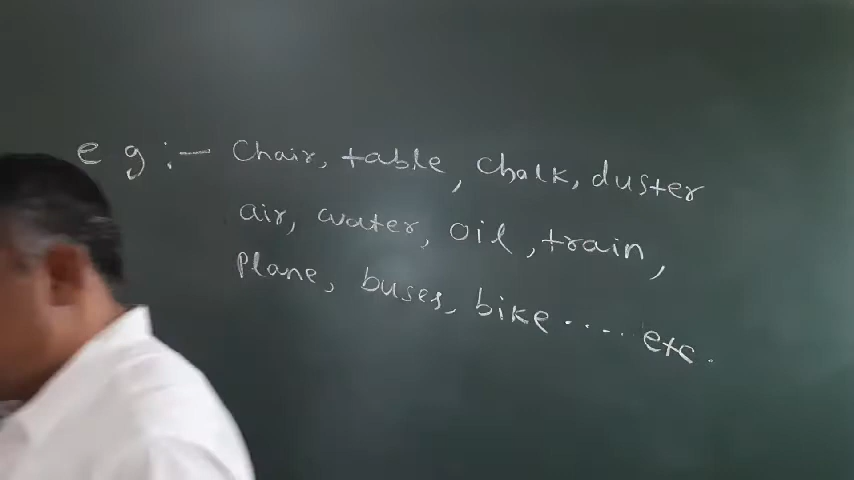 e g :- Chair, table, chalk, duster
air, water, oil, train,
plane, buses, bike ..... etc.